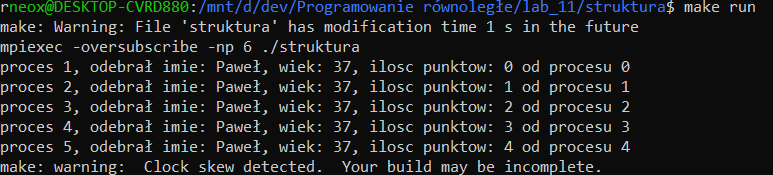 rneox@DESKTOP-CVRD880:/mnt/d/dev/Programowanie równoległe/lab_11/struktura$ make run
make: Warning: File 'struktura' has modification time 1 s in the future
mpiexec -oversubscribe -np 6 ./struktura
proces 1, odebrał imie: Paweł, wiek: 37, ilosc punktow: 0 od procesu 0
proces 2, odebrał imie: Paweł, wiek: 37, ilosc punktow: 1 od procesu 1
proces 3, odebrał imie: Paweł, wiek: 37, ilosc punktow: 2 od procesu 2
proces 4, odebrał imie: Paweł, wiek: 37, ilosc punktow: 3 od procesu 3
proces 5, odebrał imie: Paweł, wiek: 37, ilosc punktow: 4 od procesu 4
make: warning:  Clock skew detected.  Your build may be incomplete.